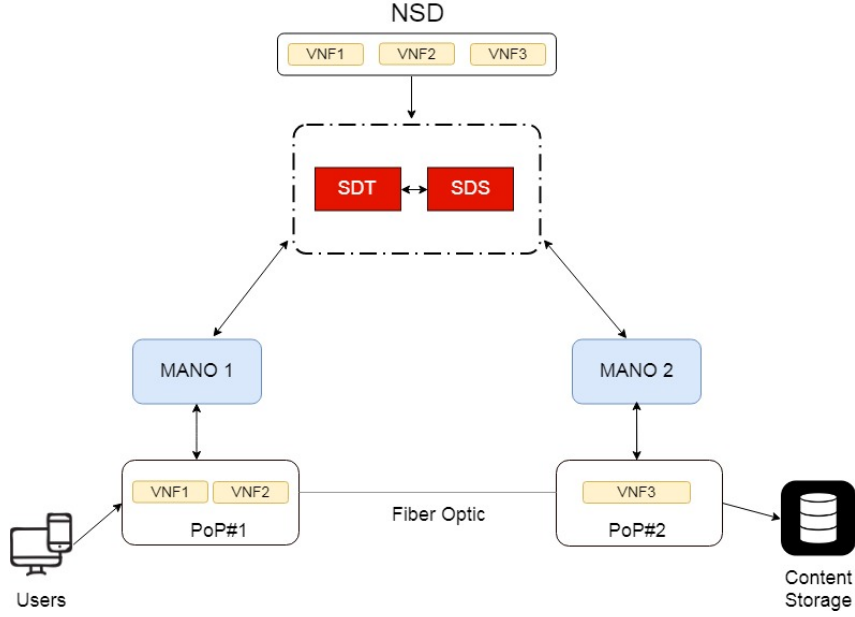 NSD
VNF1 VNF2 VNF3
SDT SDS
MANO 1 MANO 2
VNF1 VNF2 VNF3
Fiber Optic
PoP#1 PoP#2
Users
Content
Storage